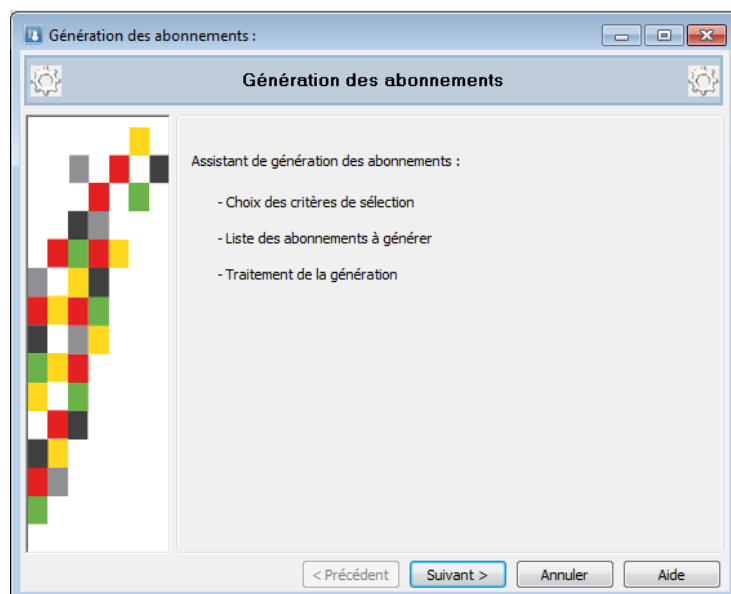 Génération des abonnements :
Génération des abonnements
Assistant de génération des abonnements :
- Choix des critères de sélection
- Liste des abonnements à générer
- Traitement de la génération
< Précédent
Suivant >
Annuler
Aide